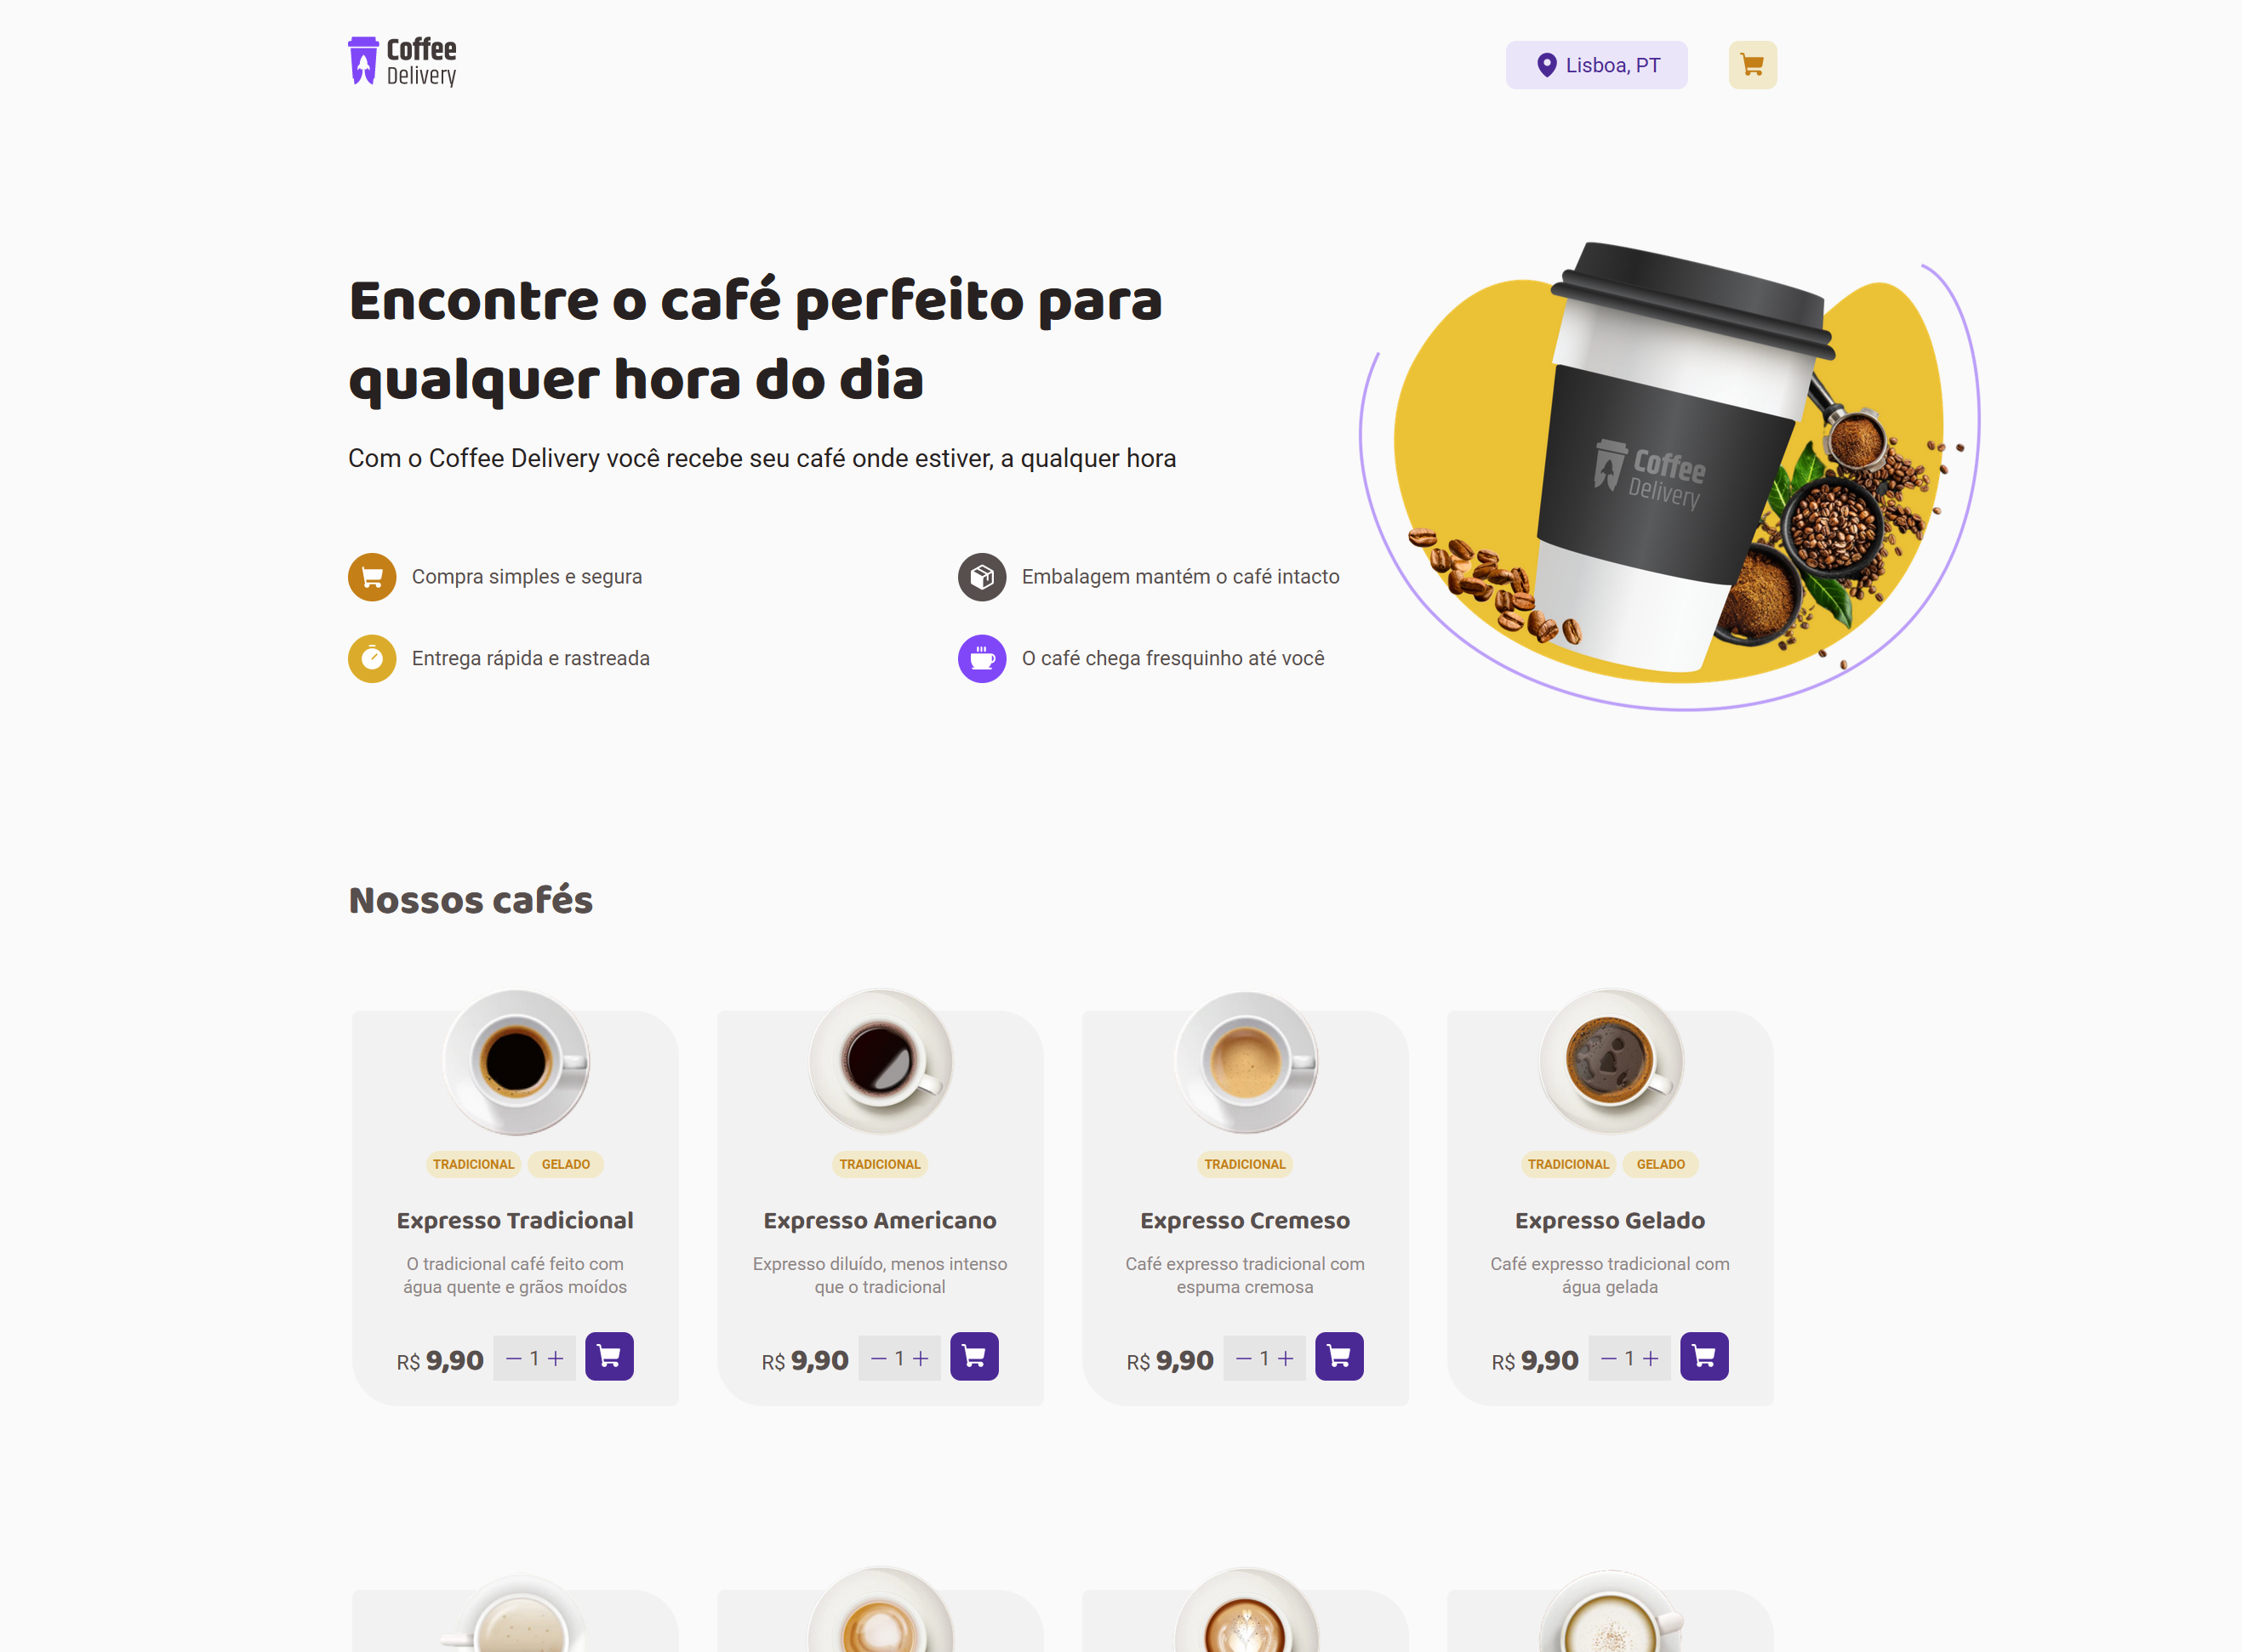 Coffee
Delivery
Lisboa, PT
Encontre o café perfeito para
qualquer hora do dia
Com o Coffee Delivery você recebe seu café onde estiver, a qualquer hora
Coffee
Delivery
Compra simples e segura
Embalagem mantém o café intacto
Entrega rápida e rastreada
O café chega fresquinho até você
Nossos cafés
TRADICIONAL GELADO
Expresso Tradicional
O tradicional café feito com
água quente e grãos moídos
R$ 9,90 − 1 +
TRADICIONAL
Expresso Americano
Expresso diluído, menos intenso
que o tradicional
R$ 9,90 − 1 +
TRADICIONAL
Expresso Cremeso
Café expresso tradicional com
espuma cremosa
R$ 9,90 − 1 +
TRADICIONAL GELADO
Expresso Gelado
Café expresso tradicional com
água gelada
R$ 9,90 − 1 +